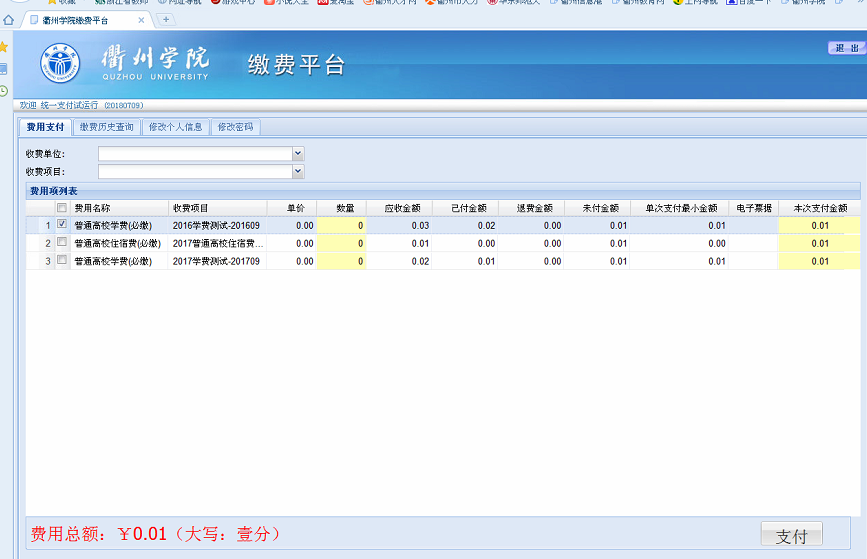 衢州学院缴费平台
衢州学院
QUZHOU UNIVERSITY
缴费平台
退 出
欢迎 统一支付试运行 (20180709)
费用支付 缴费历史查询 修改个人信息 修改密码
收费单位:
收费项目:
费用项列表
费用名称 收费项目 单价 数量 应收金额 已付金额 退费金额 未付金额 单次支付最小金额 电子票据 本次支付金额
1 普通高校学费(必缴) 2016学费测试-201609 0.00 0 0.03 0.02 0.00 0.01 0.01 0.01
2 普通高校住宿费(必缴) 2017普通高校住宿费... 0.00 0 0.01 0.00 0.00 0.01 0.00 0.01
3 普通高校学费(必缴) 2017学费测试-201709 0.00 0 0.02 0.01 0.00 0.01 0.01 0.01
费用总额：￥0.01（大写：壹分）
支付